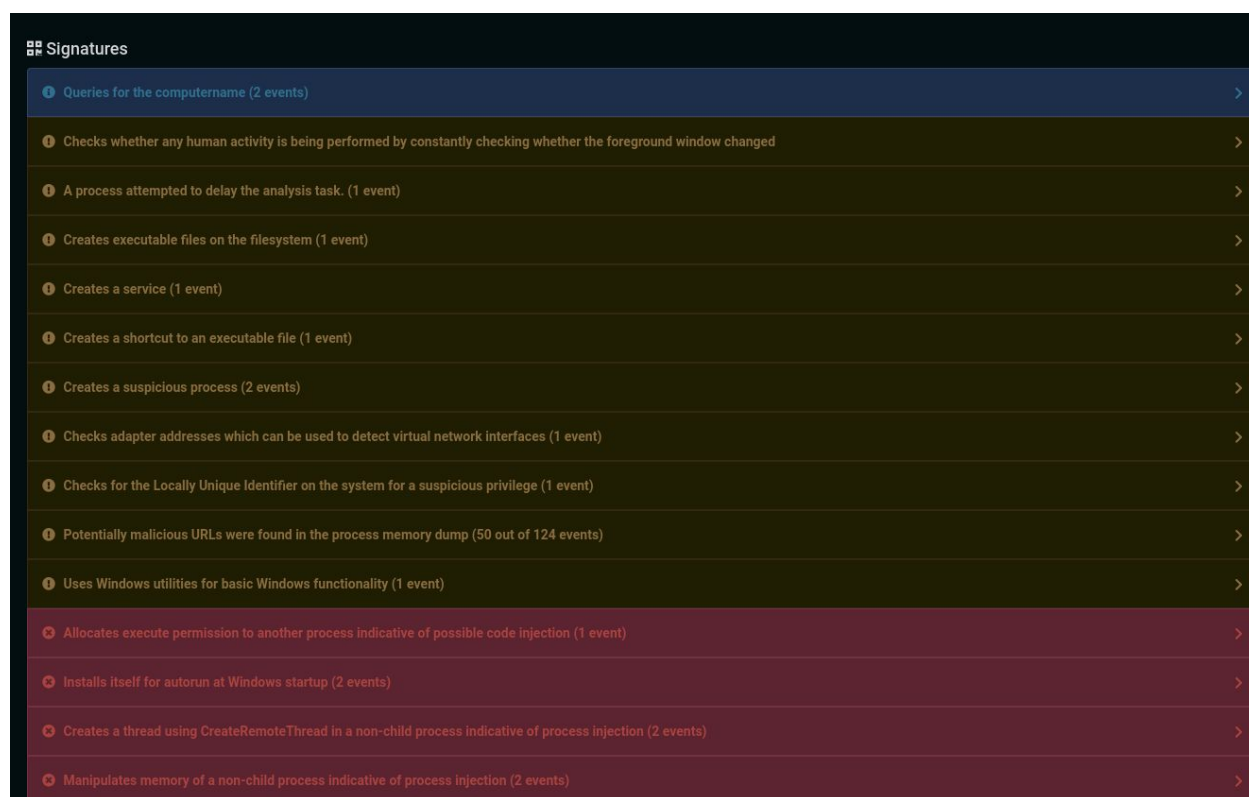 Signatures
Queries for the computername (2 events)
Checks whether any human activity is being performed by constantly checking whether the foreground window changed
A process attempted to delay the analysis task. (1 event)
Creates executable files on the filesystem (1 event)
Creates a service (1 event)
Creates a shortcut to an executable file (1 event)
Creates a suspicious process (2 events)
Checks adapter addresses which can be used to detect virtual network interfaces (1 event)
Checks for the Locally Unique Identifier on the system for a suspicious privilege (1 event)
Potentially malicious URLs were found in the process memory dump (50 out of 124 events)
Uses Windows utilities for basic Windows functionality (1 event)
Allocates execute permission to another process indicative of possible code injection (1 event)
Installs itself for autorun at Windows startup (2 events)
Creates a thread using CreateRemoteThread in a non-child process indicative of process injection (2 events)
Manipulates memory of a non-child process indicative of process injection (2 events)